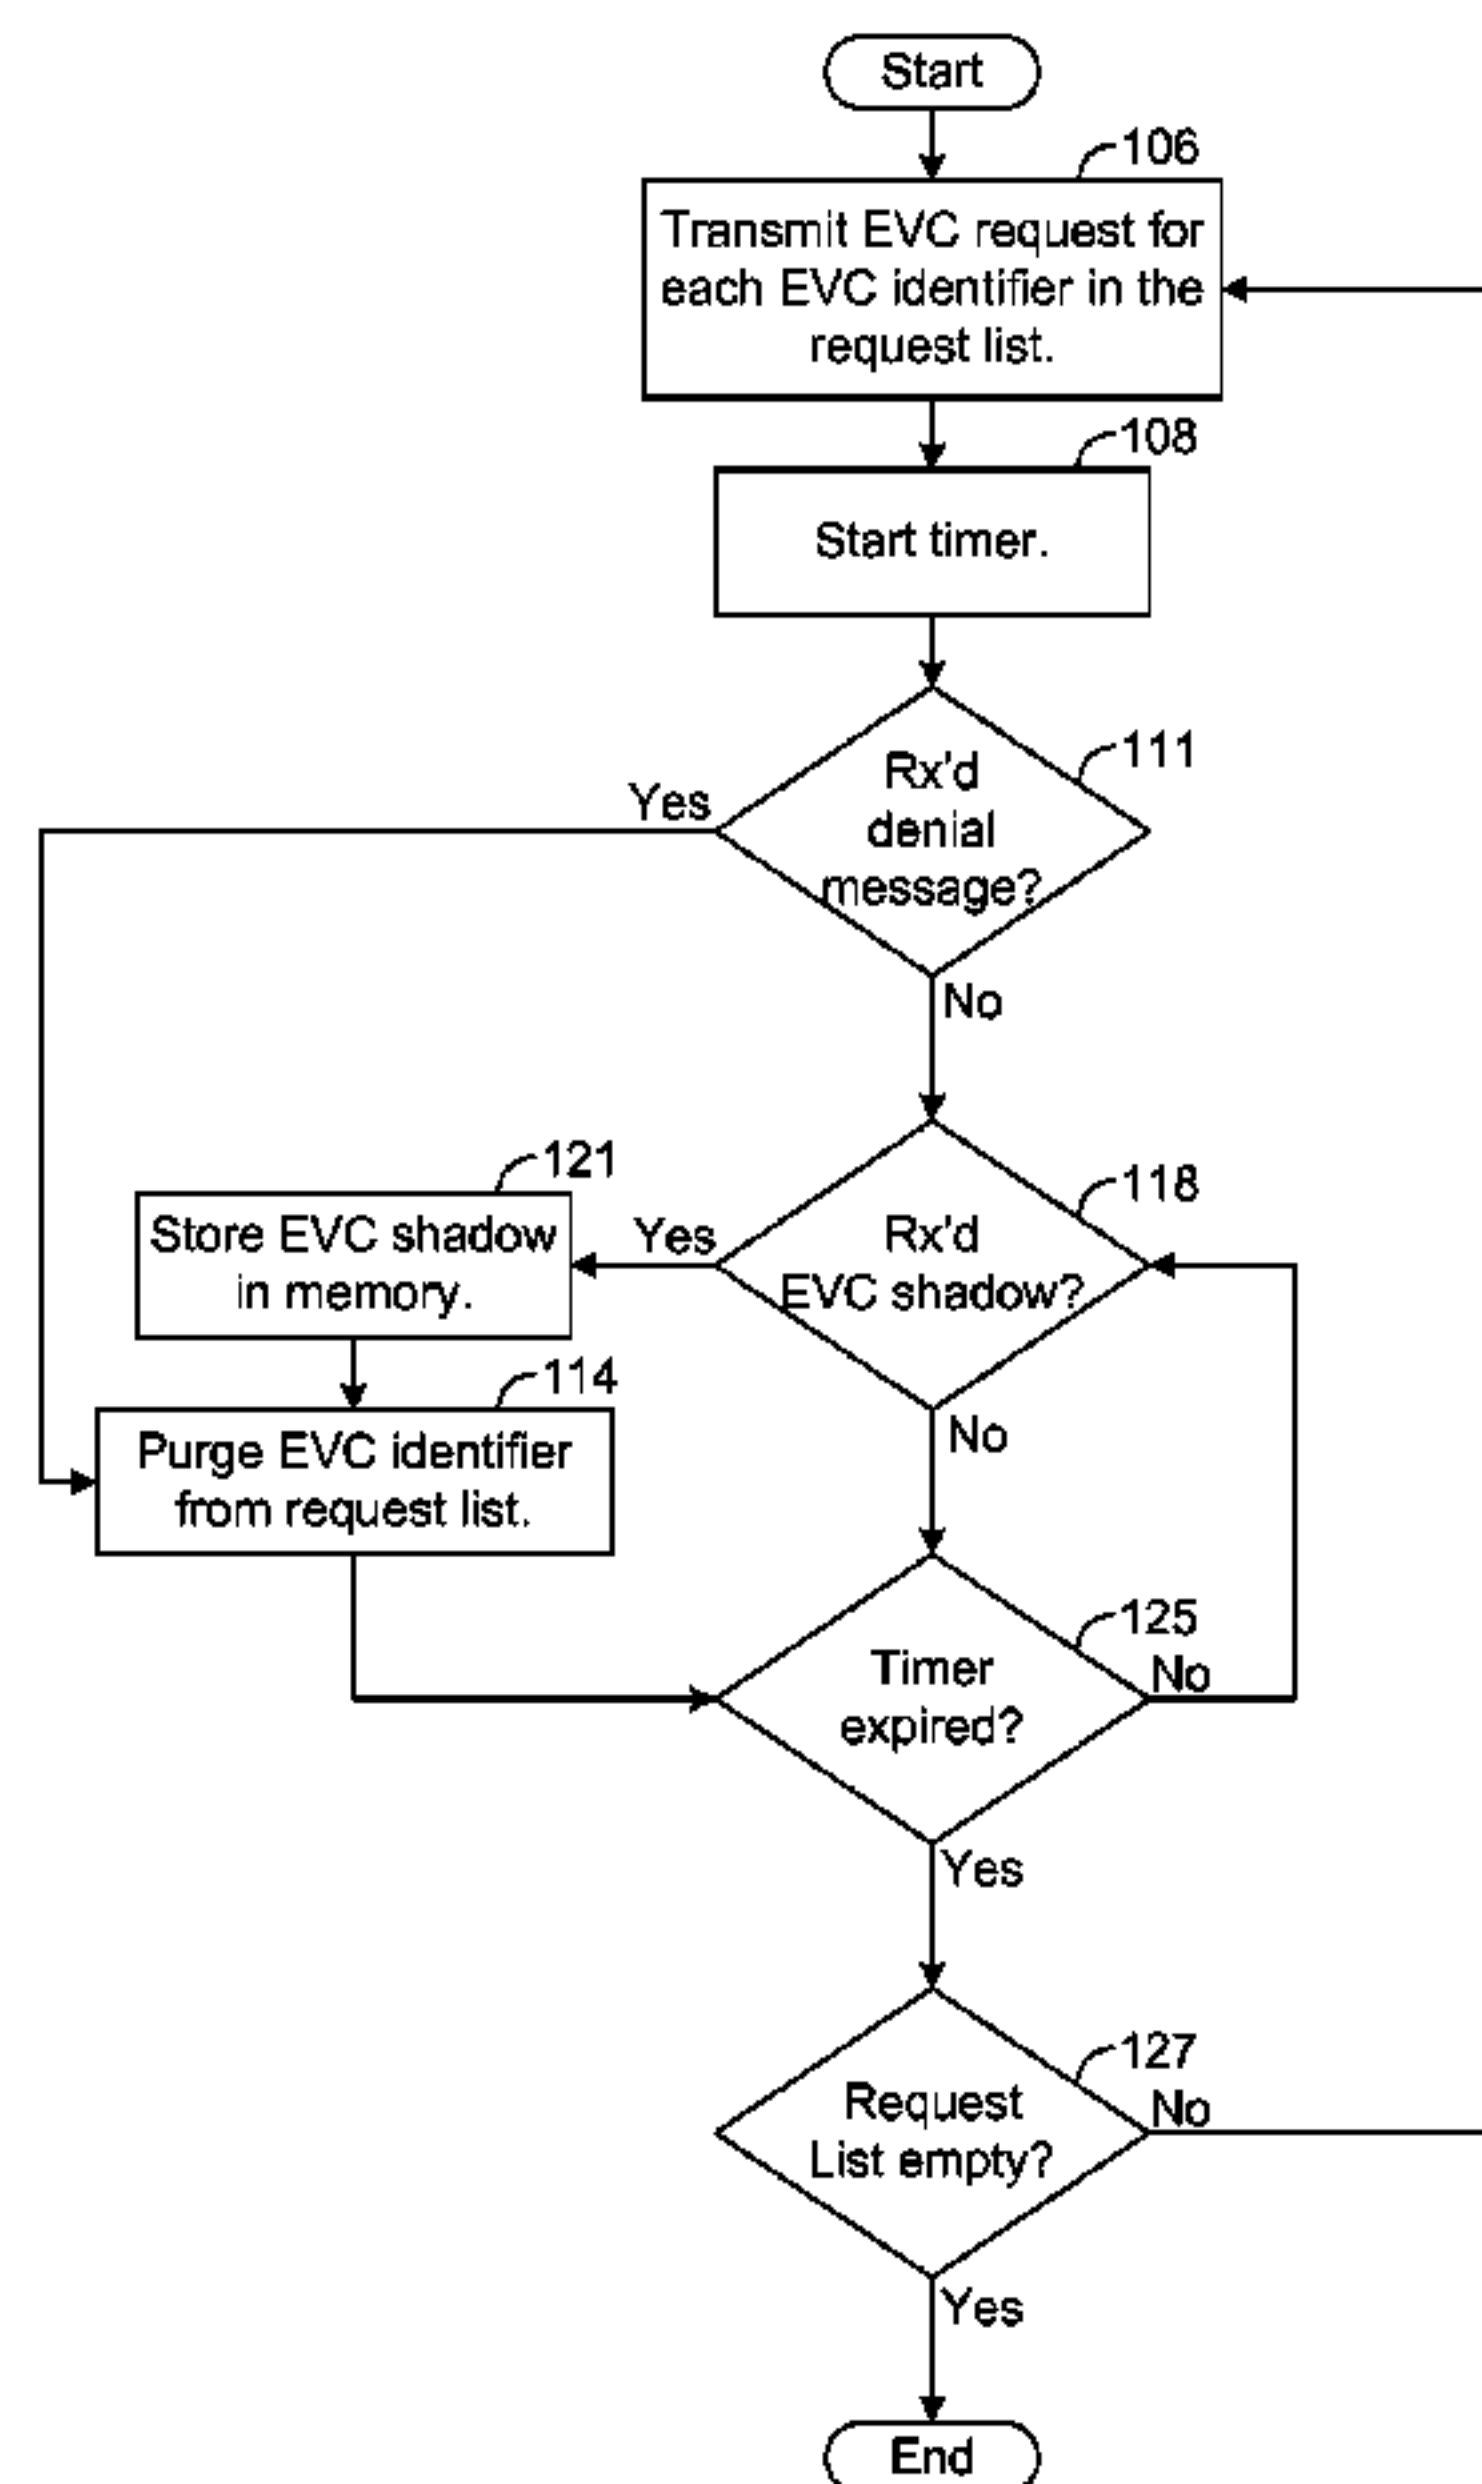 Start
106
Transmit EVC request for
each EVC identifier in the
request list.
108
Start timer.
111
Rx'd
denial
message?
Yes
No
121
Store EVC shadow
in memory.
Yes
118
Rx'd
EVC shadow?
114
Purge EVC identifier
from request list.
No
125
Timer
expired?
No
Yes
127
Request
List empty?
No
Yes
End